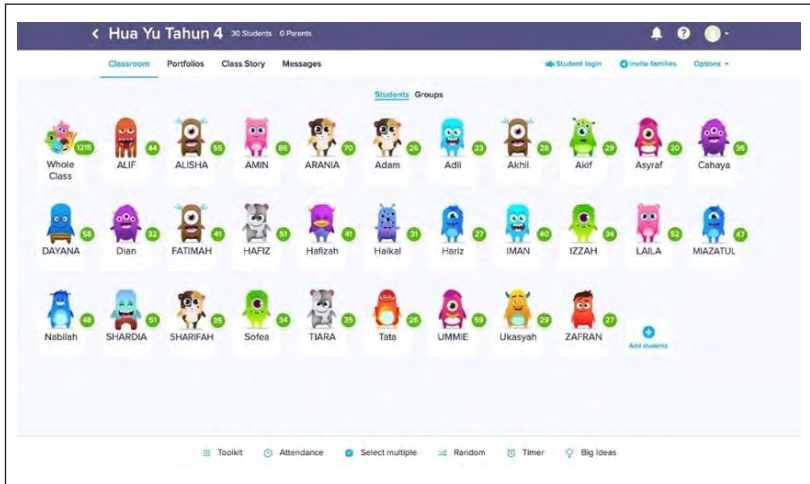 Hua Yu Tahun 4 30 Students 0 Parents
Classroom Portfolios Class Story Messages Student login Invite families Options
Students Groups
1215 44 55 86 70 26 23 28 29 20 36
Whole Class ALIF ALISHA AMIN ARANIA Adam Adli Akhil Akif Asyraf Cahaya
58 32 41 51 41 31 27 40 34 52 47
DAYANA Dian FATIMAH HAFIZ Hafizah Haikal Hariz IMAN IZZAH LAILA MIAZATUL
48 51 35 34 35 26 59 29 27
Nabilah SHARDIA SHARIFAH Sofea TIARA Tata UMMIE Ukasyah ZAFRAN Add students
Toolkit Attendance Select multiple Random Timer Big Ideas